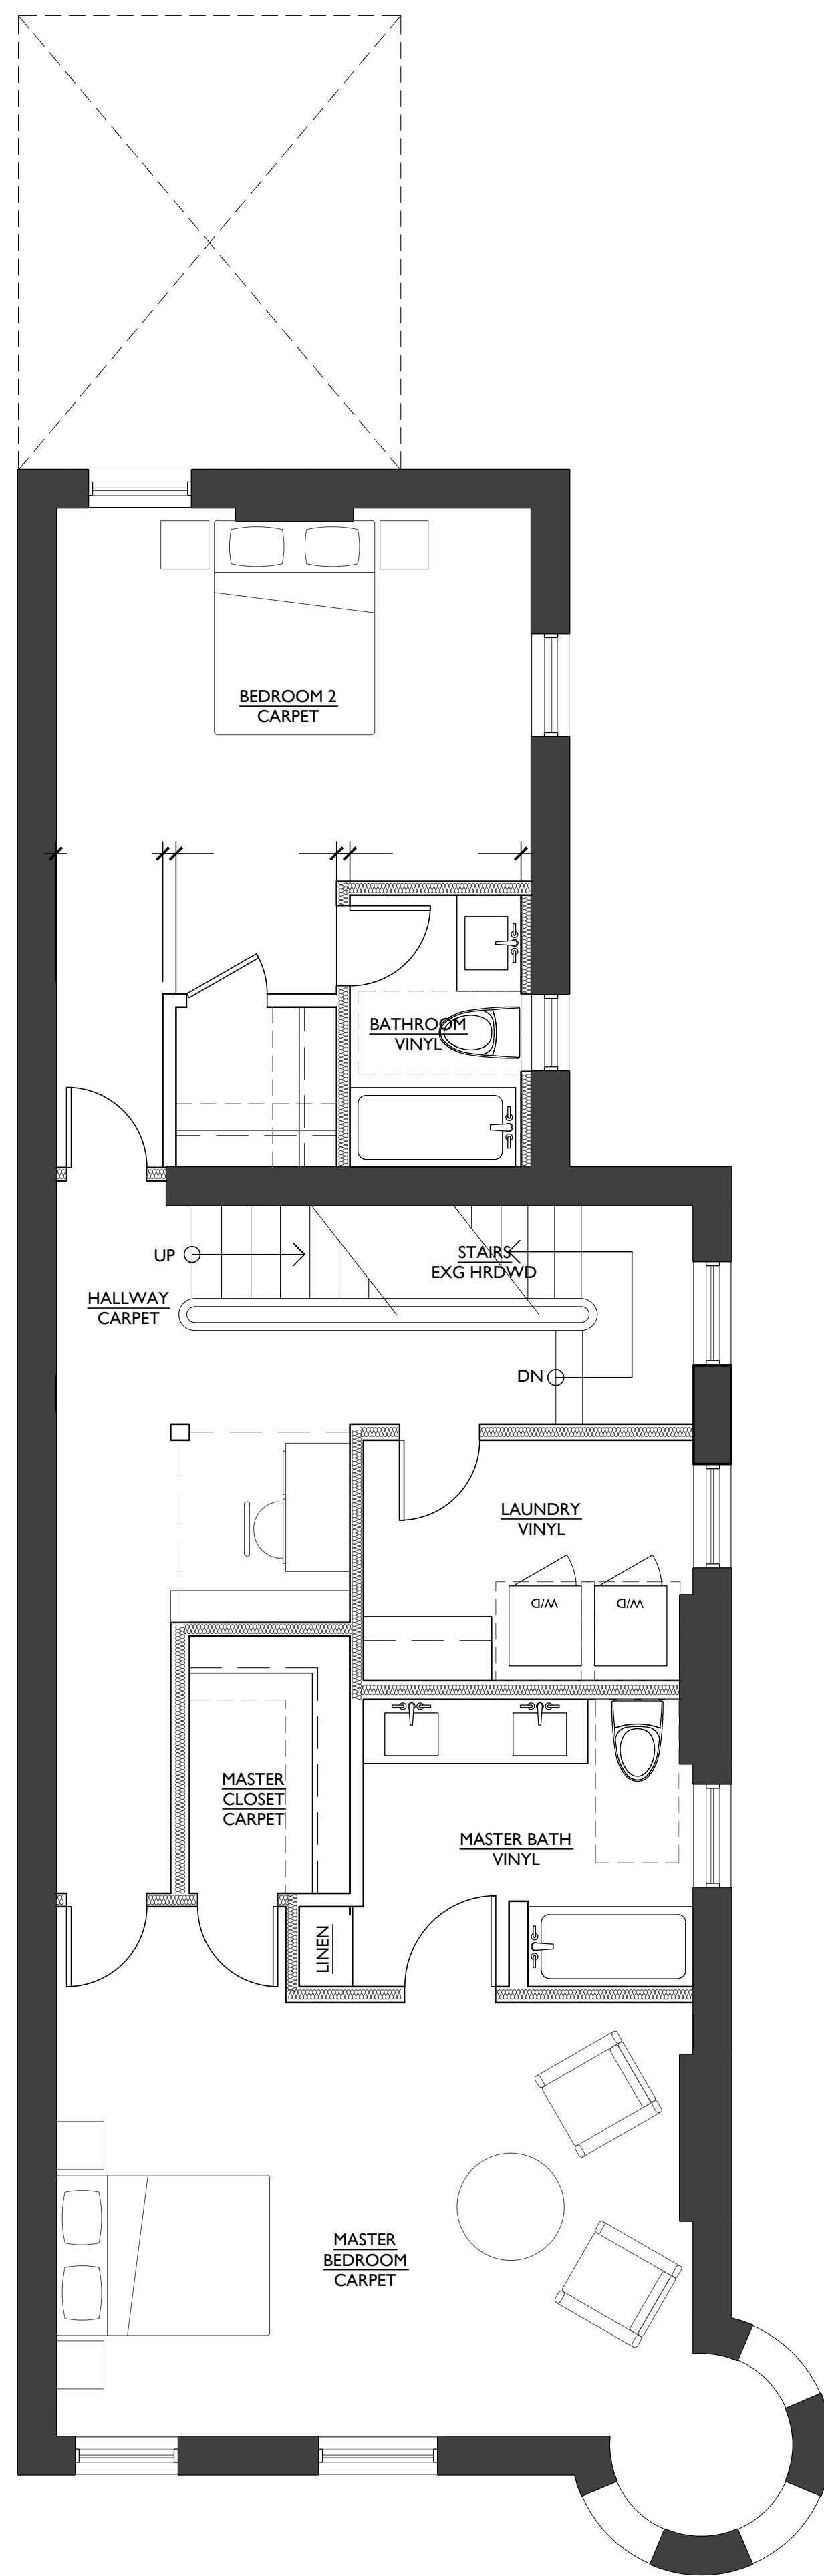 BEDROOM 2
CARPET
BATHROOM
VINYL
UP
STAIRS
EXG HRDWD
HALLWAY
CARPET
DN
LAUNDRY
VINYL
W/D
W/D
MASTER
CLOSET
CARPET
MASTER BATH
VINYL
LINEN
MASTER
BEDROOM
CARPET